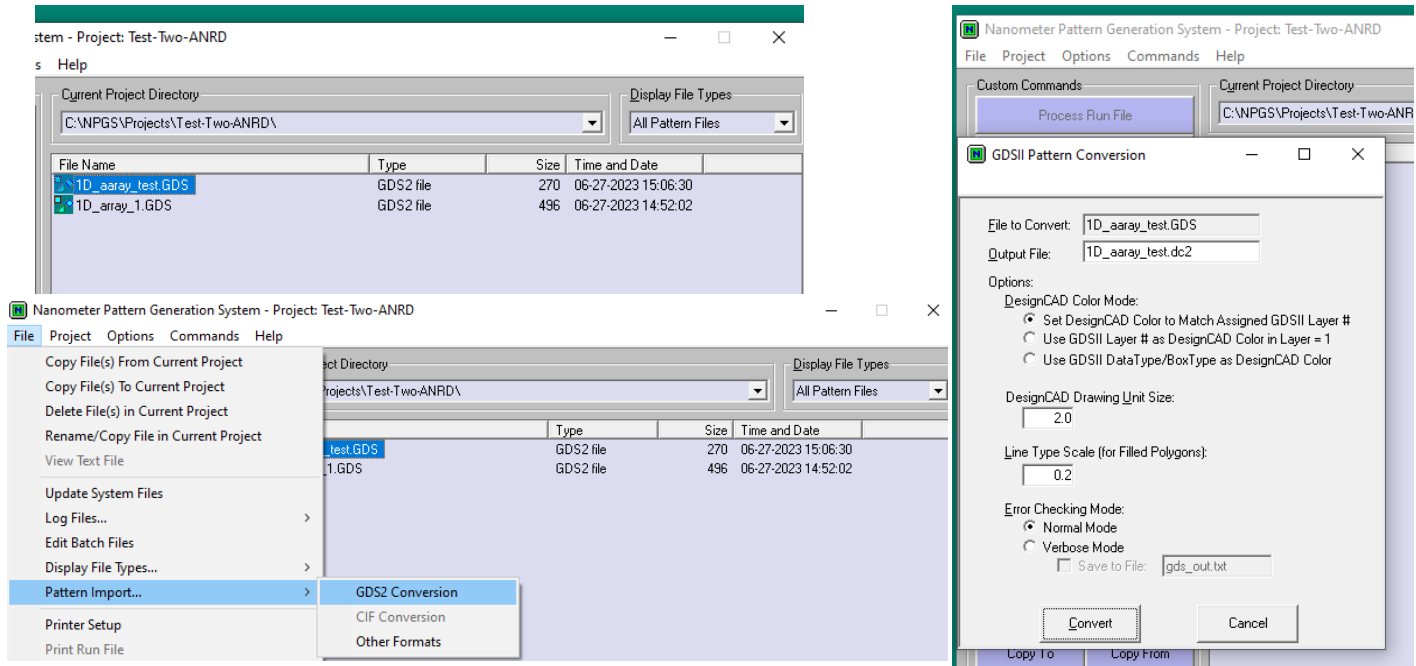 stem - Project: Test-Two-ANRD
s Help
Current Project Directory
Display File Types
C:\NPGS\Projects\Test-Two-ANRD\
All Pattern Files
File Name Type Size Time and Date
1D_aaray_test.GDS GDS2 file 270 06-27-2023 15:06:30
1D_array_1.GDS GDS2 file 496 06-27-2023 14:52:02
Nanometer Pattern Generation System - Project: Test-Two-ANRD
File Project Options Commands Help
Copy File(s) From Current Project
Copy File(s) To Current Project
Delete File(s) in Current Project
Rename/Copy File in Current Project
View Text File
Update System Files
Log Files...
Edit Batch Files
Display File Types...
Pattern Import...
Printer Setup
Print Run File
GDS2 Conversion
CIF Conversion
Other Formats
ect Directory
Display File Types
rojects\Test-Two-ANRD\
All Pattern Files
Type Size Time and Date
_test.GDS GDS2 file 270 06-27-2023 15:06:30
_1.GDS GDS2 file 496 06-27-2023 14:52:02
Nanometer Pattern Generation System - Project: Test-Two-ANRD
File Project Options Commands Help
Custom Commands
Process Run File
Current Project Directory
C:\NPGS\Projects\Test-Two-ANR
GDSII Pattern Conversion
File to Convert: 1D_aaray_test.GDS
Output File: 1D_aaray_test.dc2
Options:
DesignCAD Color Mode:
Set DesignCAD Color to Match Assigned GDSII Layer #
Use GDSII Layer # as DesignCAD Color in Layer = 1
Use GDSII DataType/BoxType as DesignCAD Color
DesignCAD Drawing Unit Size:
2.0
Line Type Scale (for Filled Polygons):
0.2
Error Checking Mode:
Normal Mode
Verbose Mode
Save to File: gds_out.txt
Convert Cancel
Copy To Copy From